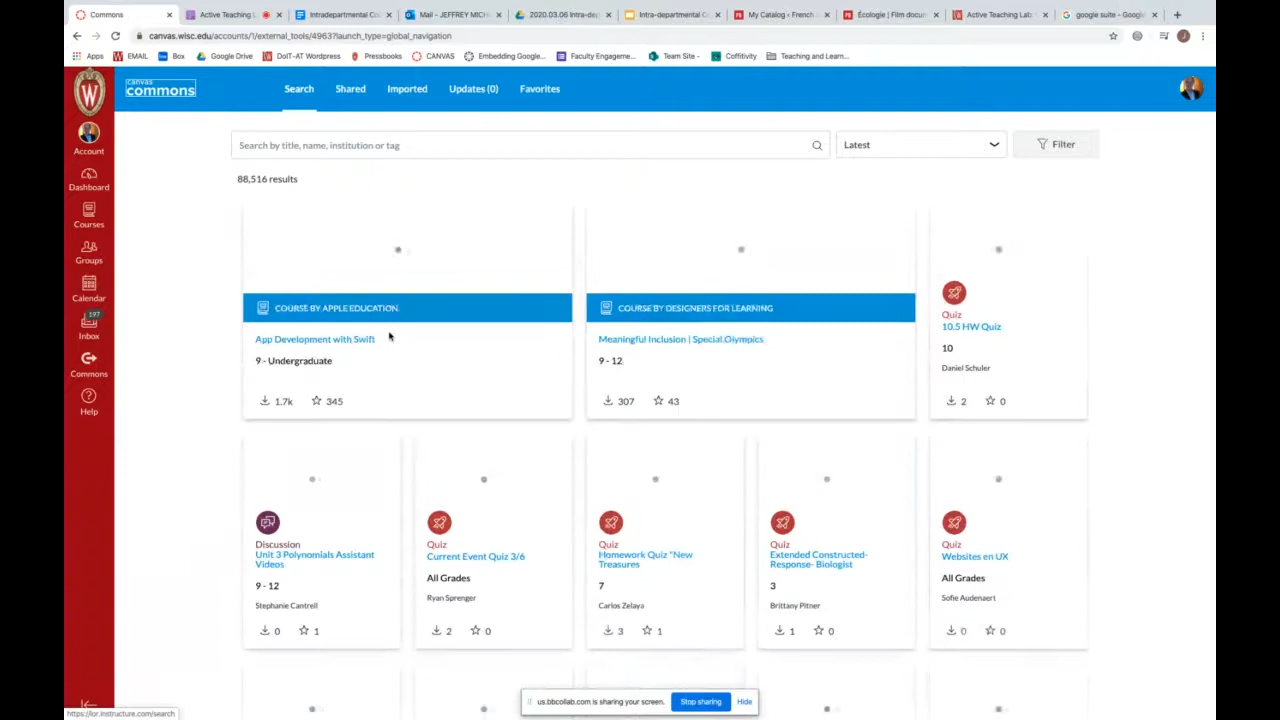 Commons
Active Teaching L
Intradepartmental Co
Mail - JEFFREY MICH
2020.03.06 Intra-dep
Intra-departmental C
My Catalog › French
Écologie | Film docum
Active Teaching Lab:
google suite - Google
canvas.wisc.edu/accounts/1/external_tools/4963?launch_type=global_navigation
Apps
EMAIL
Box
Google Drive
DoIT-AT Wordpress
Pressbooks
CANVAS
Embedding Google...
Faculty Engageme...
Team Site -
Coffitivity
Teaching and Learn...
canvas
commons
Search
Shared
Imported
Updates (0)
Favorites
Account
Dashboard
Courses
Groups
Calendar
197
Inbox
Commons
Help
Search by title, name, institution or tag
Latest
Filter
88,516 results
COURSE BY APPLE EDUCATION
App Development with Swift
9 - Undergraduate
1.7k
345
COURSE BY DESIGNERS FOR LEARNING
Meaningful Inclusion | Special Olympics
9 - 12
307
43
Quiz
10.5 HW Quiz
10
Daniel Schuler
2
0
Discussion
Unit 3 Polynomials Assistant
Videos
9 - 12
Stephanie Cantrell
0
1
Quiz
Current Event Quiz 3/6
All Grades
Ryan Sprenger
2
0
Quiz
Homework Quiz "New
Treasures
7
Carlos Zelaya
3
1
Quiz
Extended Constructed-
Response- Biologist
3
Brittany Pitner
1
0
Quiz
Websites en UX
All Grades
Sofie Audenaert
0
0
us.bbcollab.com is sharing your screen.
Stop sharing
Hide
https://lor.instructure.com/search